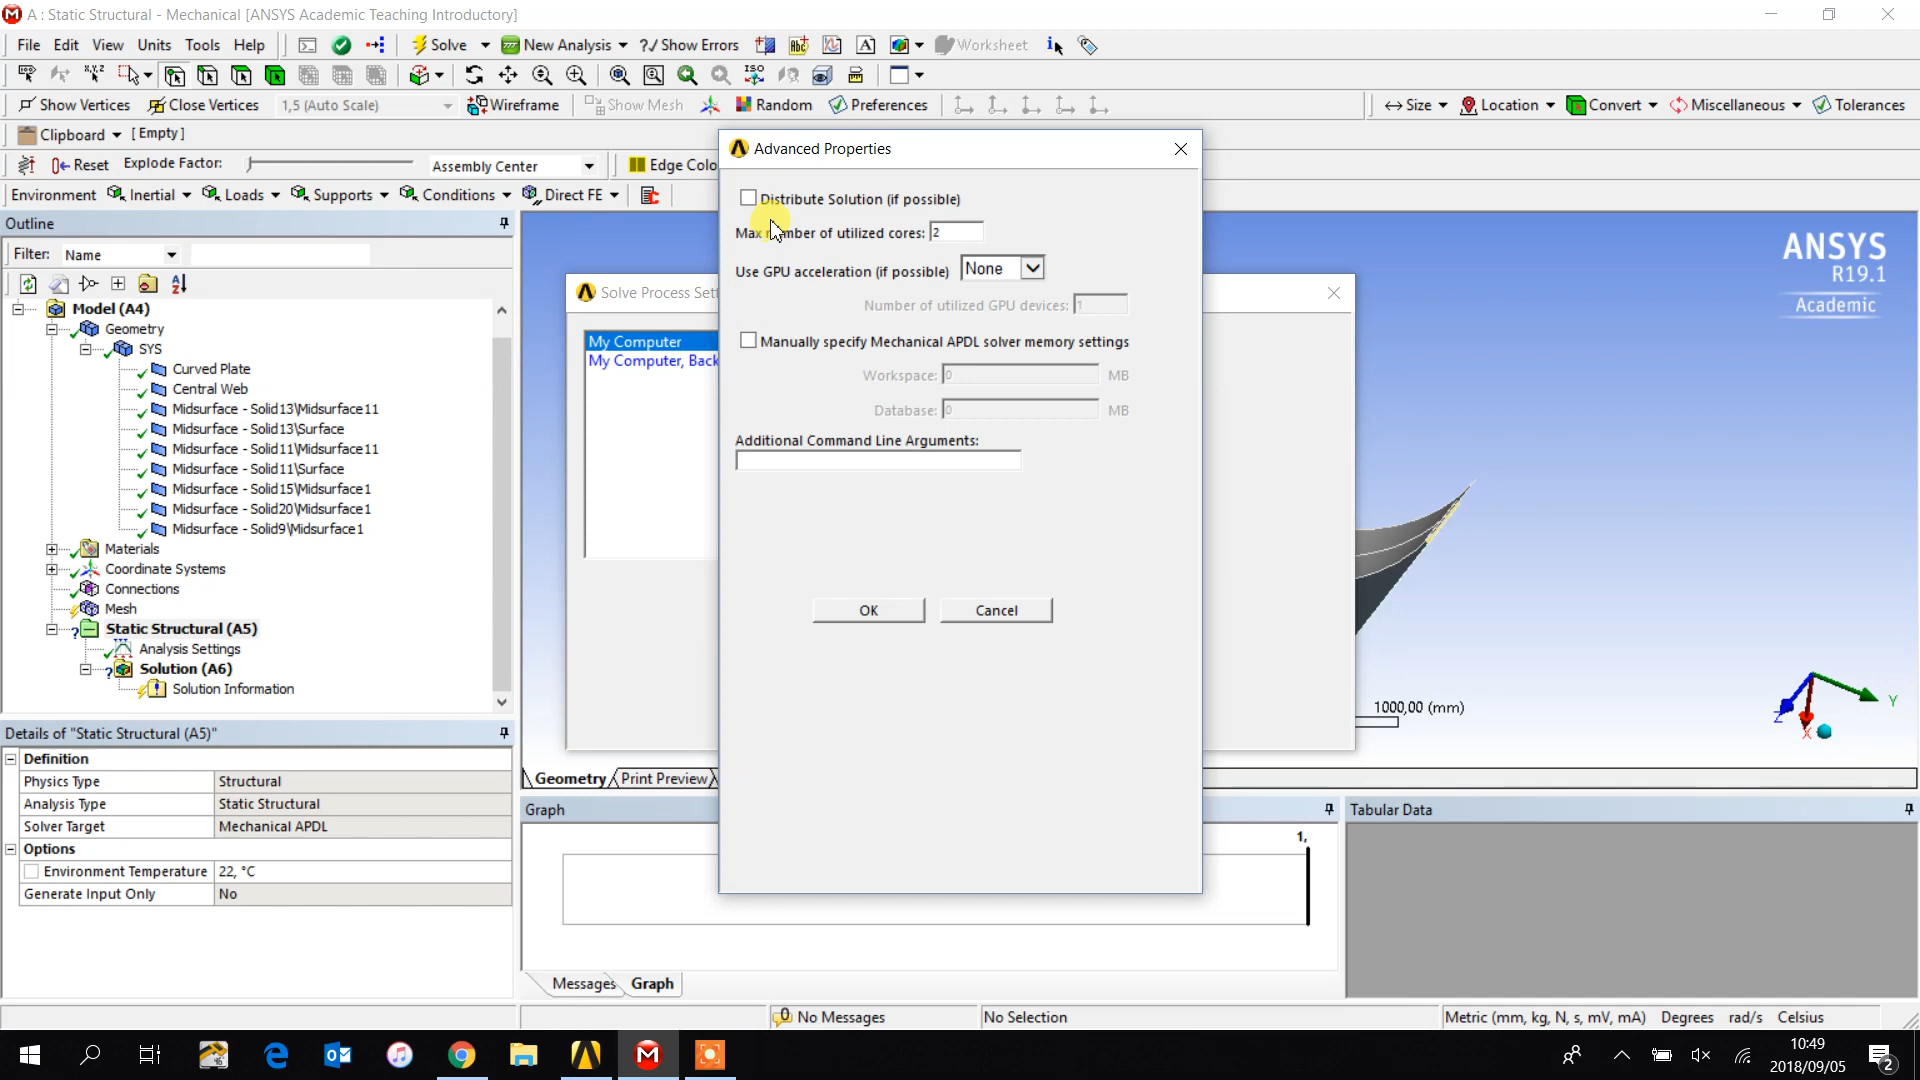 A : Static Structural - Mechanical [ANSYS Academic Teaching Introductory]
File Edit View Units Tools Help Solve New Analysis ?/ Show Errors Worksheet
Show Vertices Close Vertices 1,5 (Auto Scale) Wireframe Show Mesh Random Preferences Size Location Convert Miscellaneous Tolerances
Clipboard [ Empty ]
Reset Explode Factor: Assembly Center Edge Colo
Environment Inertial Loads Supports Conditions Direct FE
Outline
Filter: Name
Model (A4)
Geometry
SYS
Curved Plate
Central Web
Midsurface - Solid13\Midsurface11
Midsurface - Solid13\Surface
Midsurface - Solid11\Midsurface11
Midsurface - Solid11\Surface
Midsurface - Solid15\Midsurface1
Midsurface - Solid20\Midsurface1
Midsurface - Solid9\Midsurface1
Materials
Coordinate Systems
Connections
Mesh
Static Structural (A5)
Analysis Settings
Solution (A6)
Solution Information
Details of "Static Structural (A5)"
Definition
Physics Type Structural
Analysis Type Static Structural
Solver Target Mechanical APDL
Options
Environment Temperature 22, °C
Generate Input Only No
Solve Process Sett
My Computer
My Computer, Back
Advanced Properties
Distribute Solution (if possible)
Max number of utilized cores: 2
Use GPU acceleration (if possible) None
Number of utilized GPU devices: 1
Manually specify Mechanical APDL solver memory settings
Workspace: 0 MB
Database: 0 MB
Additional Command Line Arguments:
OK Cancel
ANSYS
R19.1
Academic
1000,00 (mm)
Z X Y
Geometry Print Preview
Graph
1,
Tabular Data
Messages Graph
No Messages No Selection Metric (mm, kg, N, s, mV, mA) Degrees rad/s Celsius
10:49
2018/09/05
2